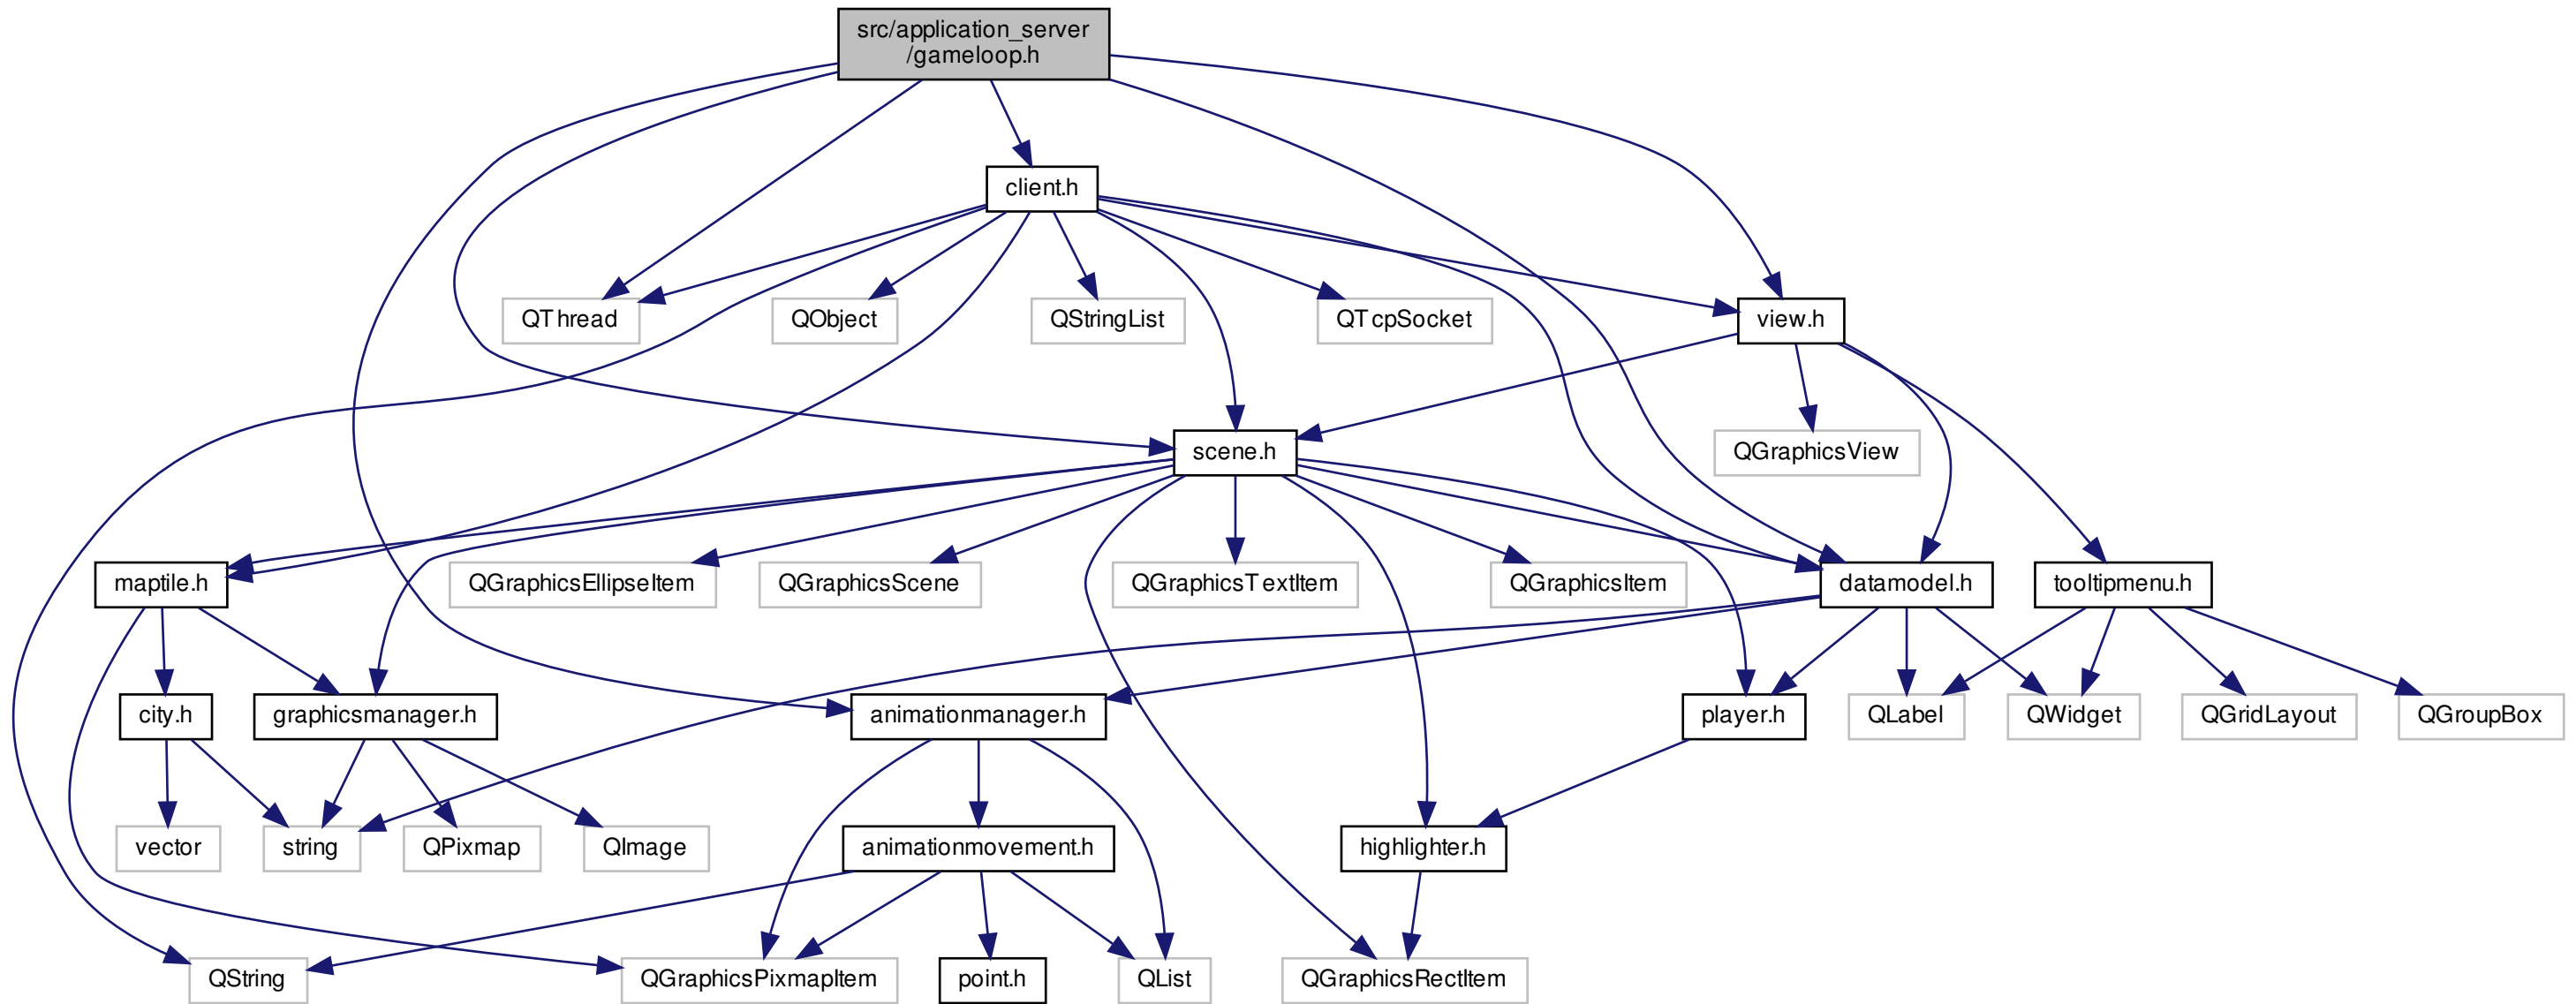 src/application_server
/gameloop.h
client.h
QThread
QObject
QStringList
QTcpSocket
view.h
scene.h
QGraphicsView
maptile.h
QGraphicsEllipseItem
QGraphicsScene
QGraphicsTextItem
QGraphicsItem
datamodel.h
tooltipmenu.h
city.h
graphicsmanager.h
animationmanager.h
player.h
QLabel
QWidget
QGridLayout
QGroupBox
vector
string
QPixmap
QImage
animationmovement.h
highlighter.h
QString
QGraphicsPixmapItem
point.h
QList
QGraphicsRectItem